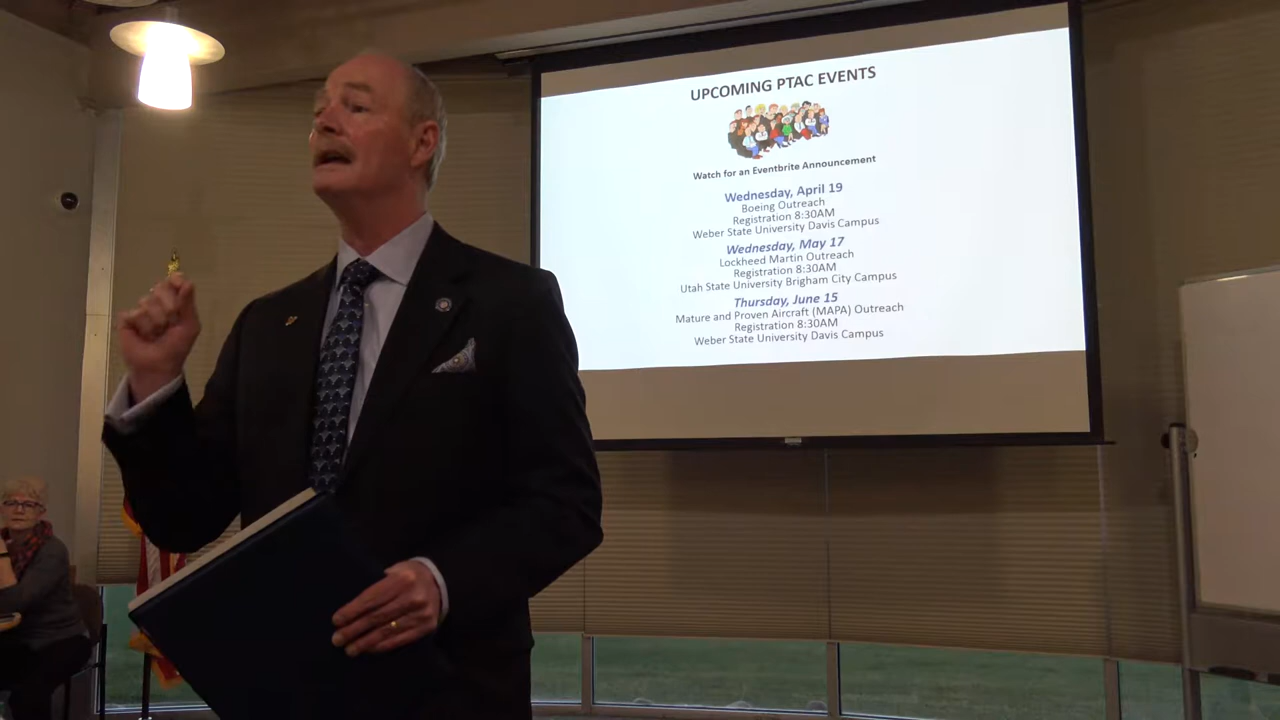 UPCOMING PTAC EVENTS
Watch for an Eventbrite Announcement
Wednesday, April 19
Boeing Outreach
Registration 8:30AM
Weber State University Davis Campus
Wednesday, May 17
Lockheed Martin Outreach
Registration 8:30AM
Utah State University Brigham City Campus
Thursday, June 15
Mature and Proven Aircraft (MAPA) Outreach
Registration 8:30AM
Weber State University Davis Campus